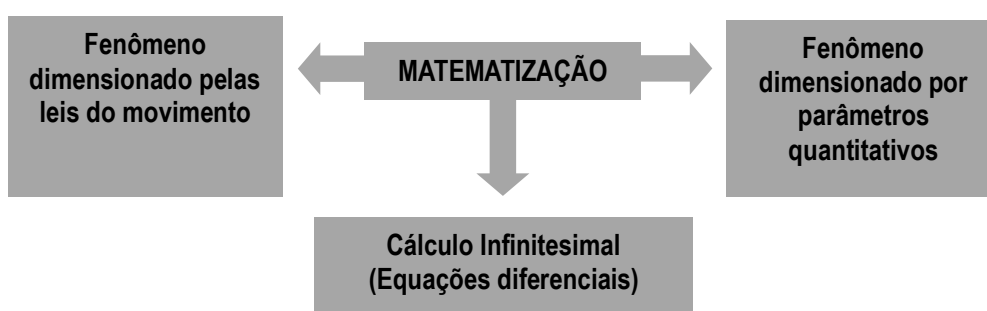 Fenômeno
dimensionado pelas
leis do movimento
MATEMATIZAÇÃO
Fenômeno
dimensionado por
parâmetros
quantitativos
Cálculo Infinitesimal
(Equações diferenciais)